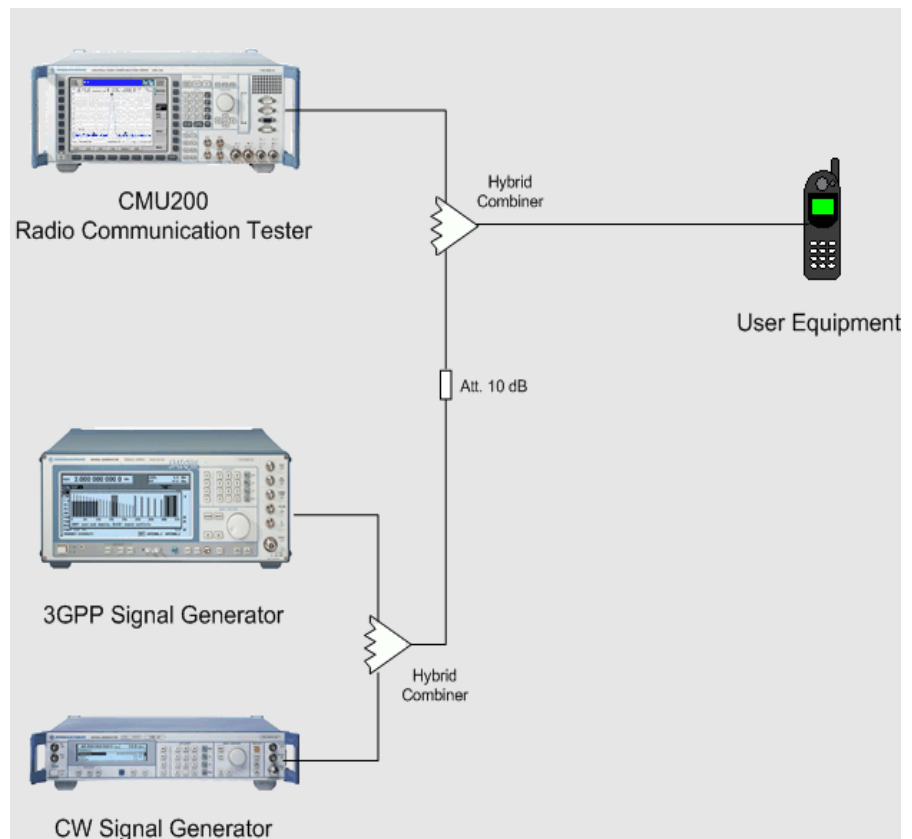 CMU200
Radio Communication Tester
Hybrid
Combiner
User Equipment
Att. 10 dB
3GPP Signal Generator
Hybrid
Combiner
CW Signal Generator